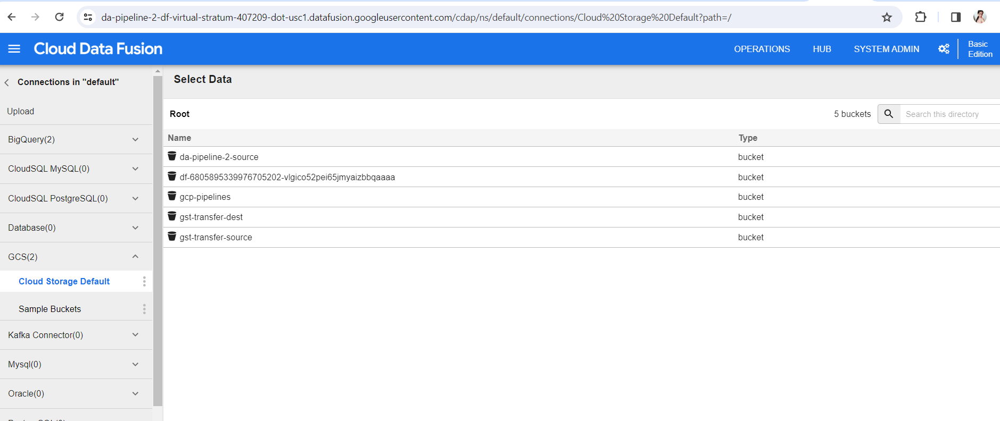 da-pipeline-2-df-virtual-stratum-407209-dot-usc1.datafusion.googleusercontent.com/cdap/ns/default/connections/Cloud%20Storage%20Default?path=/
Cloud Data Fusion
OPERATIONS
HUB
SYSTEM ADMIN
Basic
Edition
Connections in "default"
Upload
BigQuery(2)
CloudSQL MySQL(0)
CloudSQL PostgreSQL(0)
Database(0)
GCS(2)
Cloud Storage Default
Sample Buckets
Kafka Connector(0)
Mysql(0)
Oracle(0)
Select Data
Root
5 buckets
Search this directory
Name Type
da-pipeline-2-source bucket
df-6805895339976705202-vlgico52pei65jmyaizbbqaaaa bucket
gcp-pipelines bucket
gst-transfer-dest bucket
gst-transfer-source bucket